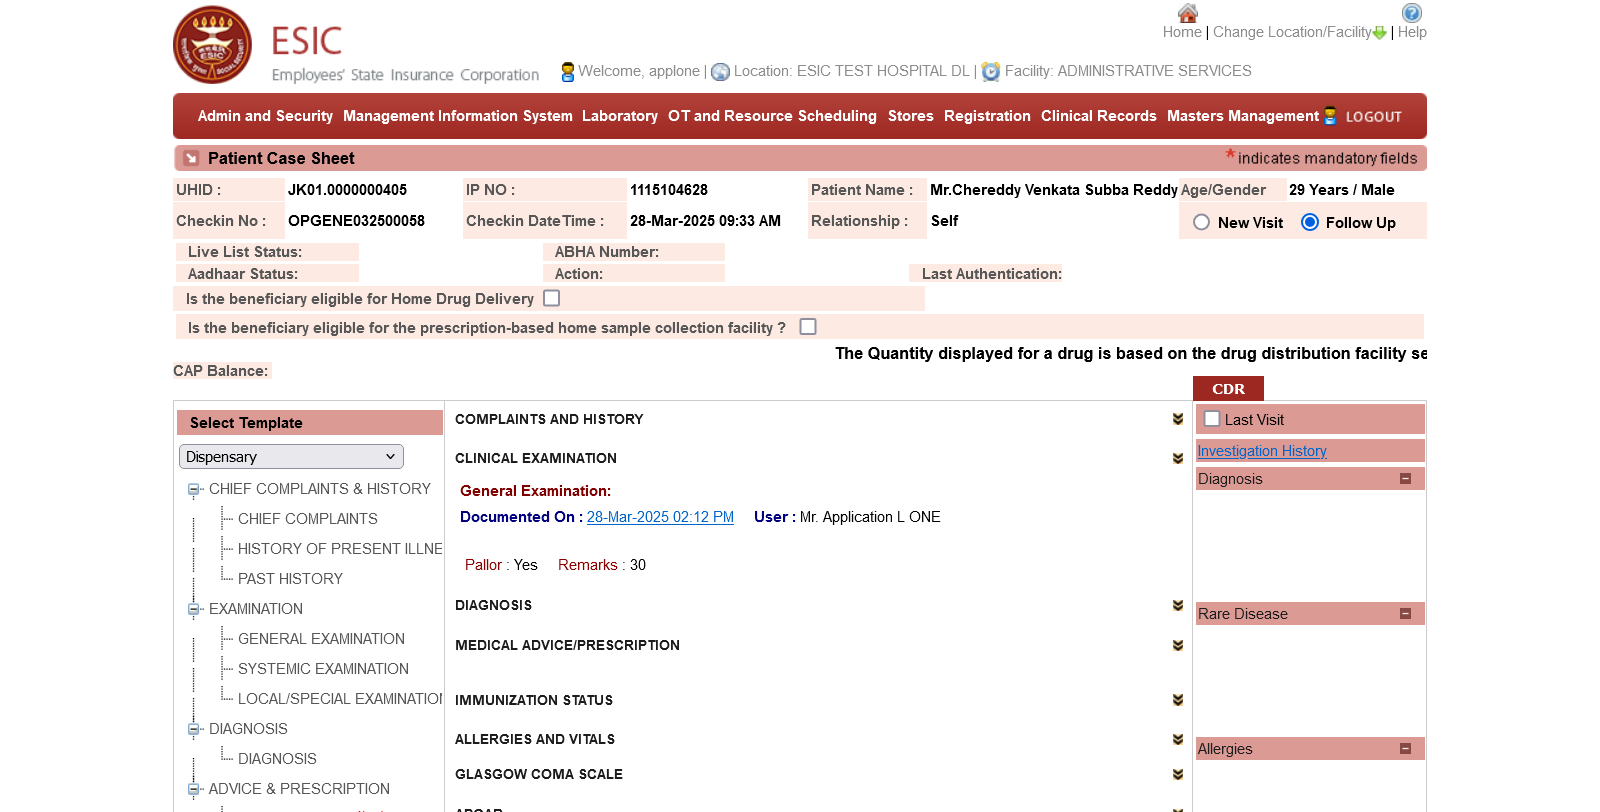 Home | Change Location/Facility | Help
ESIC
Employees' State Insurance Corporation
Welcome, applone | Location: ESIC TEST HOSPITAL DL | Facility: ADMINISTRATIVE SERVICES
Admin and Security Management Information System Laboratory OT and Resource Scheduling Stores Registration Clinical Records Masters Management LOGOUT
Patient Case Sheet *indicates mandatory fields
UHID : JK01.0000000405 IP NO : 1115104628 Patient Name : Mr.Chereddy Venkata Subba Reddy Age/Gender 29 Years / Male
Checkin No : OPGENE032500058 Checkin DateTime : 28-Mar-2025 09:33 AM Relationship : Self New Visit Follow Up
Live List Status: ABHA Number:
Aadhaar Status: Action: Last Authentication:
Is the beneficiary eligible for Home Drug Delivery
Is the beneficiary eligible for the prescription-based home sample collection facility ?
The Quantity displayed for a drug is based on the drug distribution facility se
CAP Balance:
CDR
Select Template
Dispensary
CHIEF COMPLAINTS & HISTORY
CHIEF COMPLAINTS
HISTORY OF PRESENT ILLNE
PAST HISTORY
EXAMINATION
GENERAL EXAMINATION
SYSTEMIC EXAMINATION
LOCAL/SPECIAL EXAMINATION
DIAGNOSIS
DIAGNOSIS
ADVICE & PRESCRIPTION
COMPLAINTS AND HISTORY
CLINICAL EXAMINATION
General Examination:
Documented On : 28-Mar-2025 02:12 PM User : Mr. Application L ONE
Pallor : Yes Remarks : 30
DIAGNOSIS
MEDICAL ADVICE/PRESCRIPTION
IMMUNIZATION STATUS
ALLERGIES AND VITALS
GLASGOW COMA SCALE
APGAR
Last Visit
Investigation History
Diagnosis
Rare Disease
Allergies